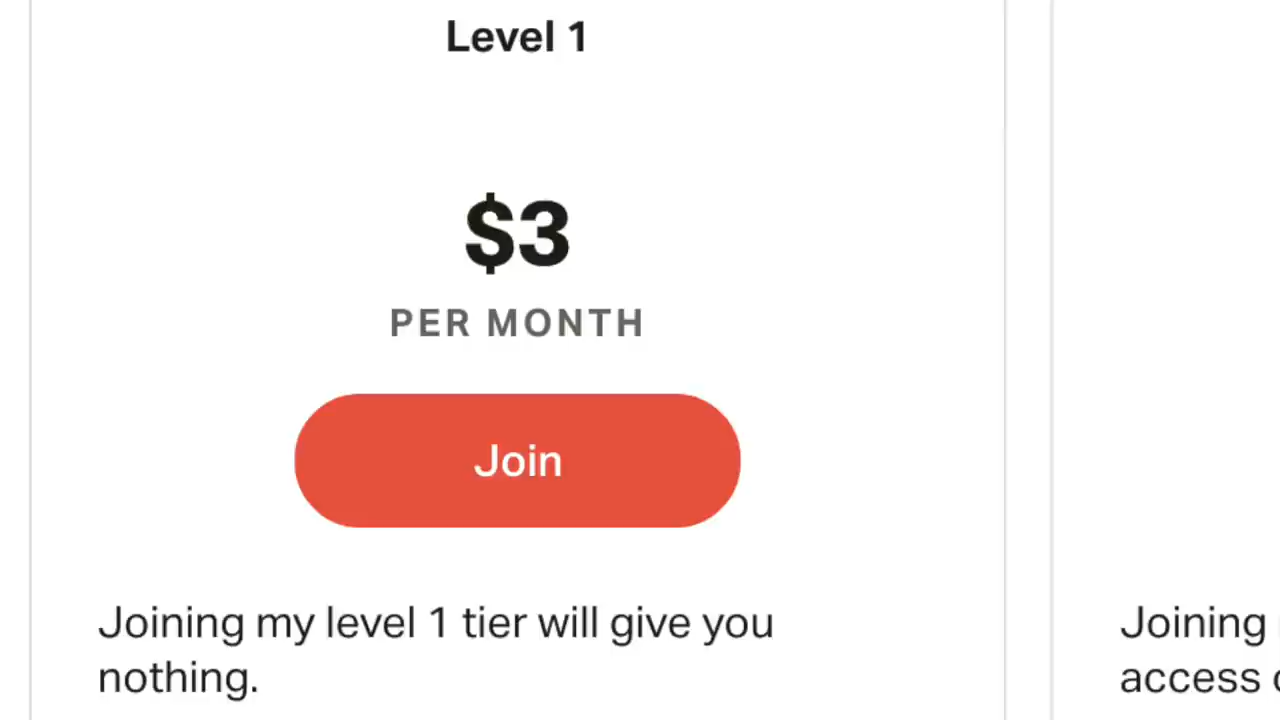 Level 1
$3
PER MONTH
Join
Joining my level 1 tier will give you
nothing.
Joining
access